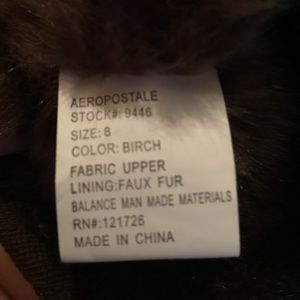 AEROPOSTALE
STOCK#: 9446
SIZE: 8
COLOR: BIRCH
FABRIC UPPER
LINING:FAUX FUR
BALANCE MAN MADE MATERIALS
RN#:121726
MADE IN CHINA